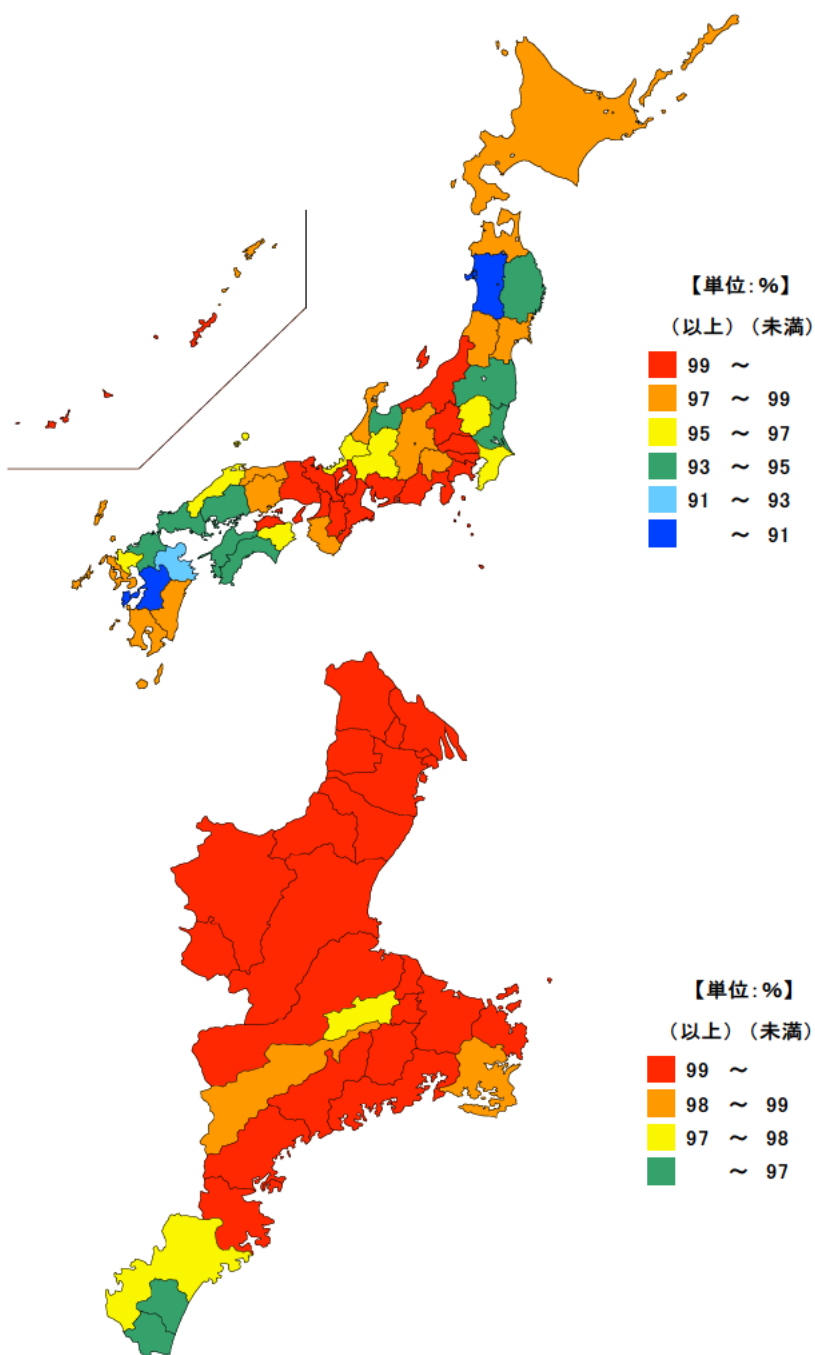 【単位:%】
(以上)(未満)
99 ～
97 ～ 99
95 ～ 97
93 ～ 95
91 ～ 93
～ 91
【単位:%】
(以上)(未満)
99 ～
98 ～ 99
97 ～ 98
～ 97